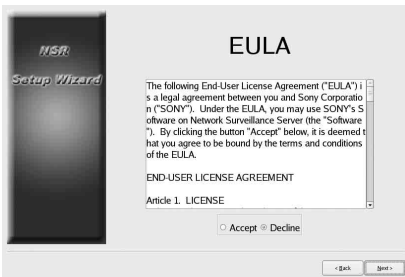 NSR
Setup Wizard
EULA
The following End-User License Agreement ("EULA") i
s a legal agreement between you and Sony Corporatio
n ("SONY"). Under the EULA, you may use SONY's S
oftware on Network Surveillance Server (the "Software
"). By clicking the button "Accept" below, it is deemed t
hat you agree to be bound by the terms and conditions
of the EULA.
END-USER LICENSE AGREEMENT
Article 1. LICENSE
Accept Decline
< Back Next >